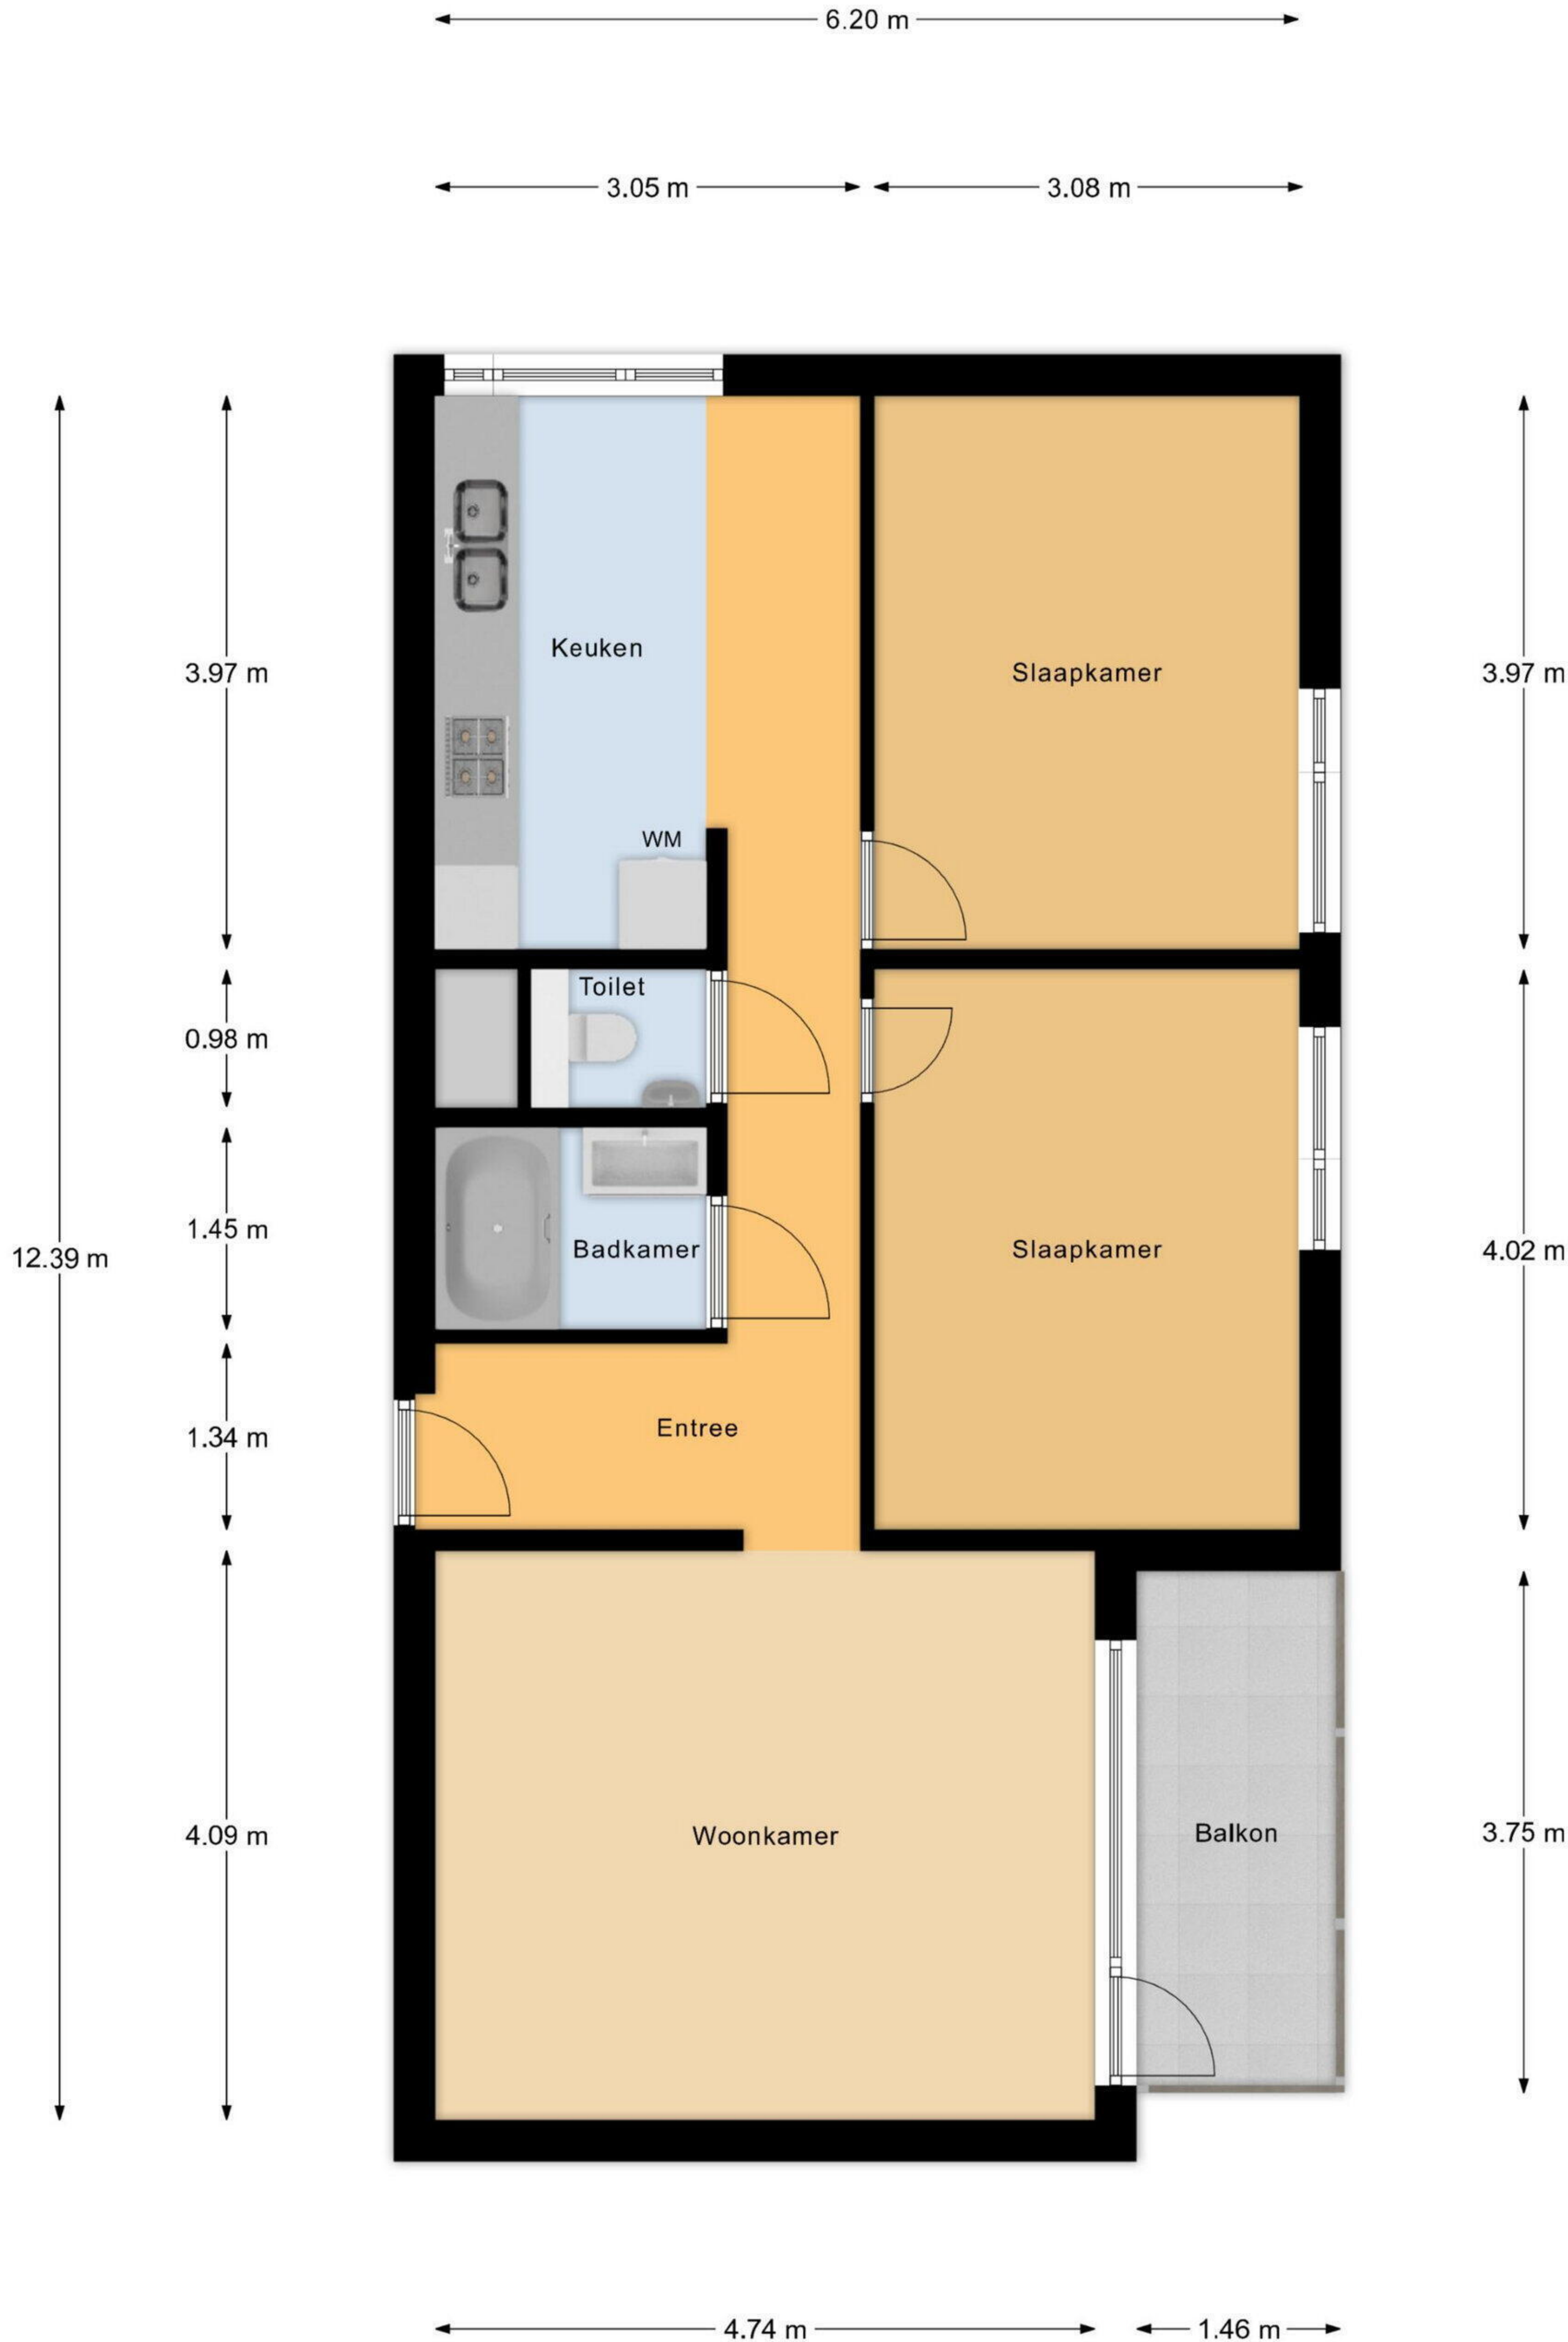 6.20 m
3.05 m
3.08 m
Keuken
3.97 m
Slaapkamer
3.97 m
WM
Toilet
0.98 m
1.45 m
Badkamer
Slaapkamer
4.02 m
12.39 m
Entree
1.34 m
4.09 m
Woonkamer
Balkon
3.75 m
4.74 m
1.46 m